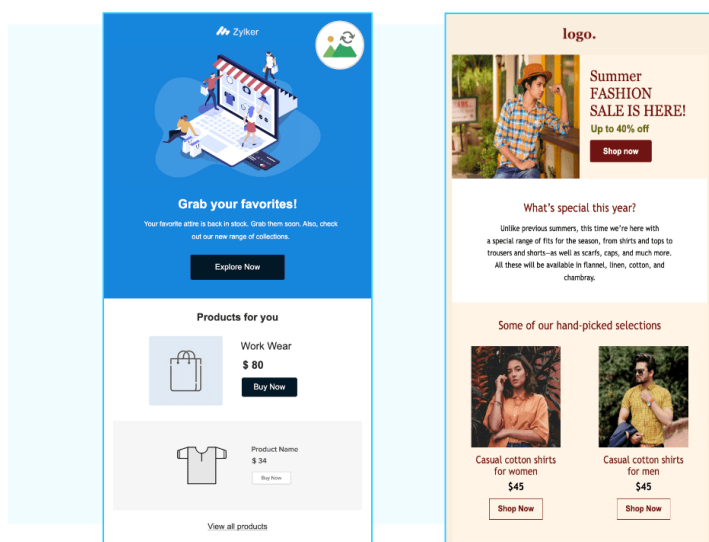 Zylker
Grab your favorites!
Your favorite attire is back in stock. Grab them soon. Also, check
out our new range of collections.
Explore Now
Products for you
Work Wear
$ 80
Buy Now
Product Name
$ 34
Buy Now
View all products
logo.
Summer
FASHION
SALE IS HERE!
Up to 40% off
Shop now
What's special this year?
Unlike previous summers, this time we're here with
a special range of fits for the season, from shirts and tops to
trousers and shorts—as well as scarfs, caps, and much more.
All these will be available in flannel, linen, cotton, and
chambray.
Some of our hand-picked selections
Casual cotton shirts
for women
$45
Shop Now
Casual cotton shirts
for men
$45
Shop Now